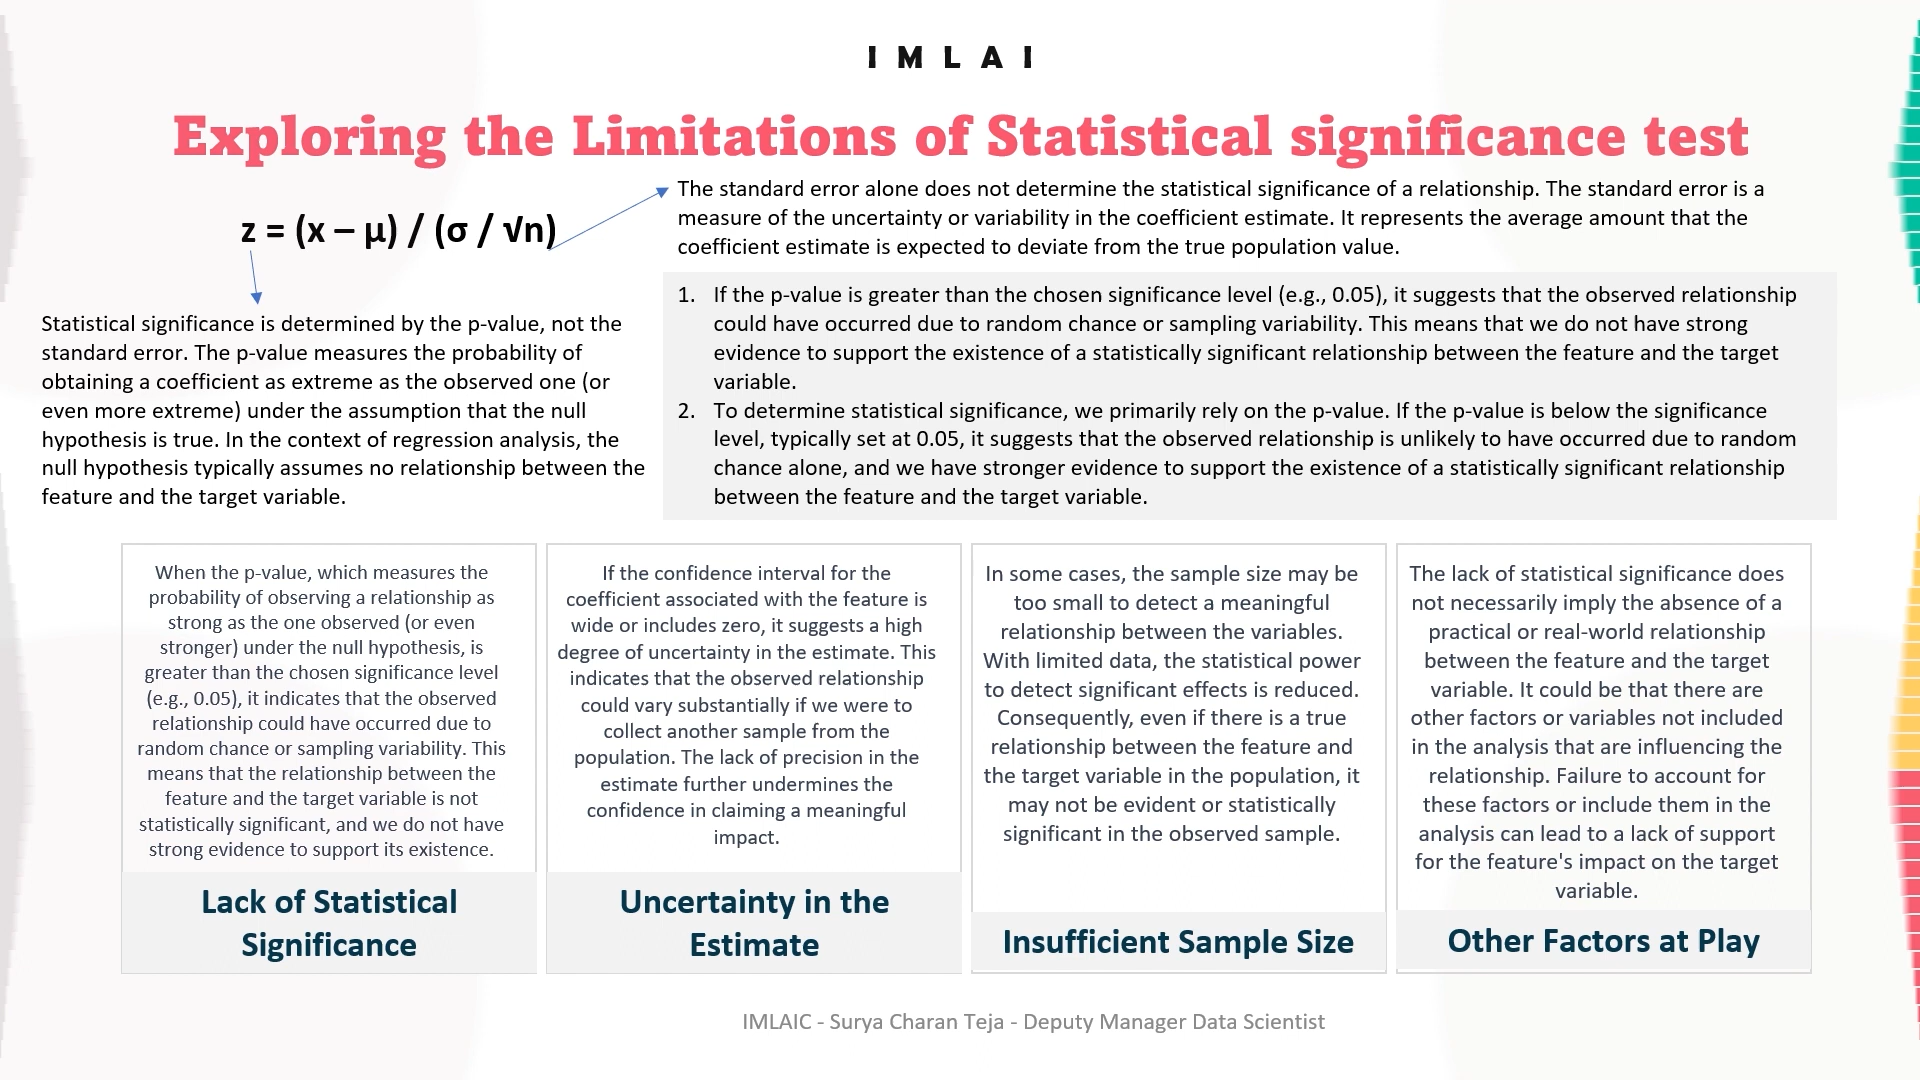 IMLAI
Exploring the Limitations of Statistical significance test
z = (x – μ) / (σ / √n)
The standard error alone does not determine the statistical significance of a relationship. The standard error is a
measure of the uncertainty or variability in the coefficient estimate. It represents the average amount that the
coefficient estimate is expected to deviate from the true population value.
Statistical significance is determined by the p-value, not the
standard error. The p-value measures the probability of
obtaining a coefficient as extreme as the observed one (or
even more extreme) under the assumption that the null
hypothesis is true. In the context of regression analysis, the
null hypothesis typically assumes no relationship between the
feature and the target variable.
1. If the p-value is greater than the chosen significance level (e.g., 0.05), it suggests that the observed relationship
could have occurred due to random chance or sampling variability. This means that we do not have strong
evidence to support the existence of a statistically significant relationship between the feature and the target
variable.
2. To determine statistical significance, we primarily rely on the p-value. If the p-value is below the significance
level, typically set at 0.05, it suggests that the observed relationship is unlikely to have occurred due to random
chance alone, and we have stronger evidence to support the existence of a statistically significant relationship
between the feature and the target variable.
When the p-value, which measures the
probability of observing a relationship as
strong as the one observed (or even
stronger) under the null hypothesis, is
greater than the chosen significance level
(e.g., 0.05), it indicates that the observed
relationship could have occurred due to
random chance or sampling variability. This
means that the relationship between the
feature and the target variable is not
statistically significant, and we do not have
strong evidence to support its existence.
Lack of Statistical
Significance
If the confidence interval for the
coefficient associated with the feature is
wide or includes zero, it suggests a high
degree of uncertainty in the estimate. This
indicates that the observed relationship
could vary substantially if we were to
collect another sample from the
population. The lack of precision in the
estimate further undermines the
confidence in claiming a meaningful
impact.
Uncertainty in the
Estimate
In some cases, the sample size may be
too small to detect a meaningful
relationship between the variables.
With limited data, the statistical power
to detect significant effects is reduced.
Consequently, even if there is a true
relationship between the feature and
the target variable in the population, it
may not be evident or statistically
significant in the observed sample.
Insufficient Sample Size
The lack of statistical significance does
not necessarily imply the absence of a
practical or real-world relationship
between the feature and the target
variable. It could be that there are
other factors or variables not included
in the analysis that are influencing the
relationship. Failure to account for
these factors or include them in the
analysis can lead to a lack of support
for the feature's impact on the target
variable.
Other Factors at Play
IMLAIC - Surya Charan Teja - Deputy Manager Data Scientist